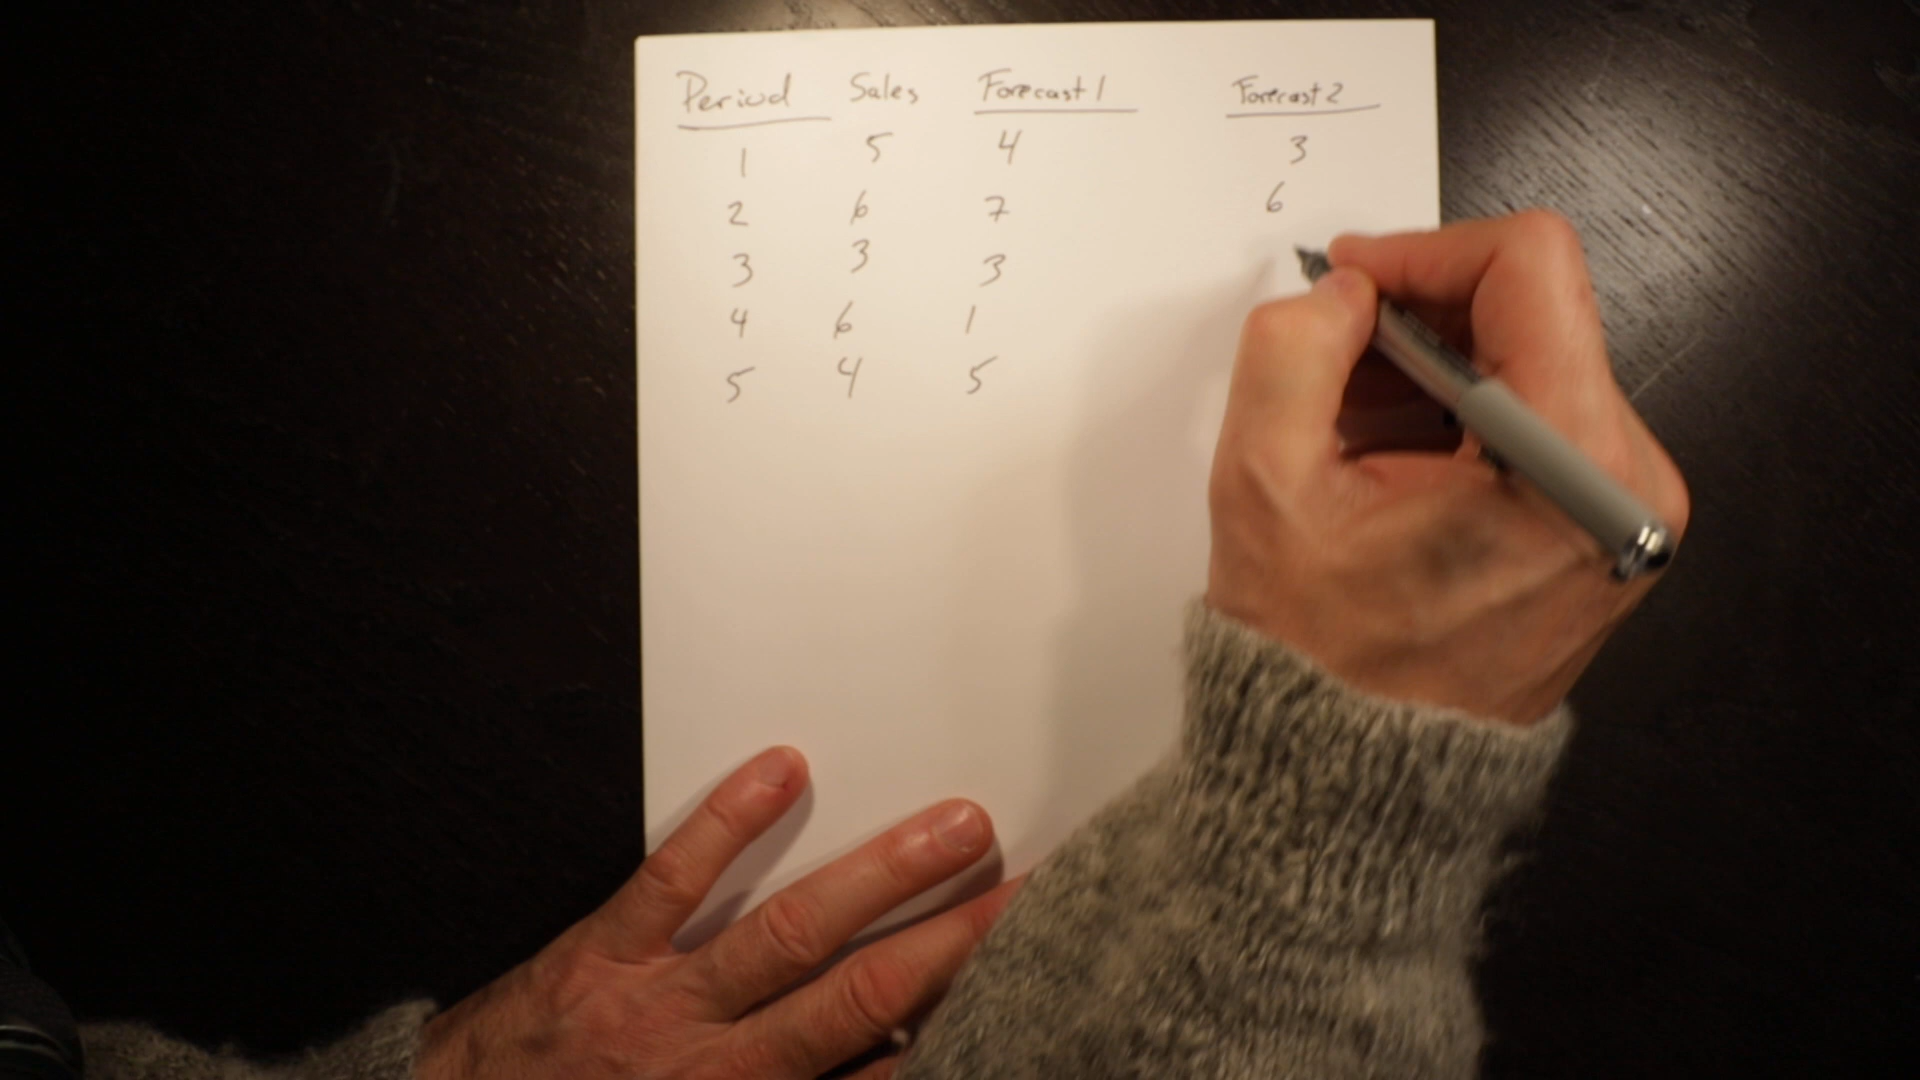 Period Sales Forecast 1 Forecast 2
1 5 4 3
2 6 7 6
3 3 3
4 6 1
5 4 5